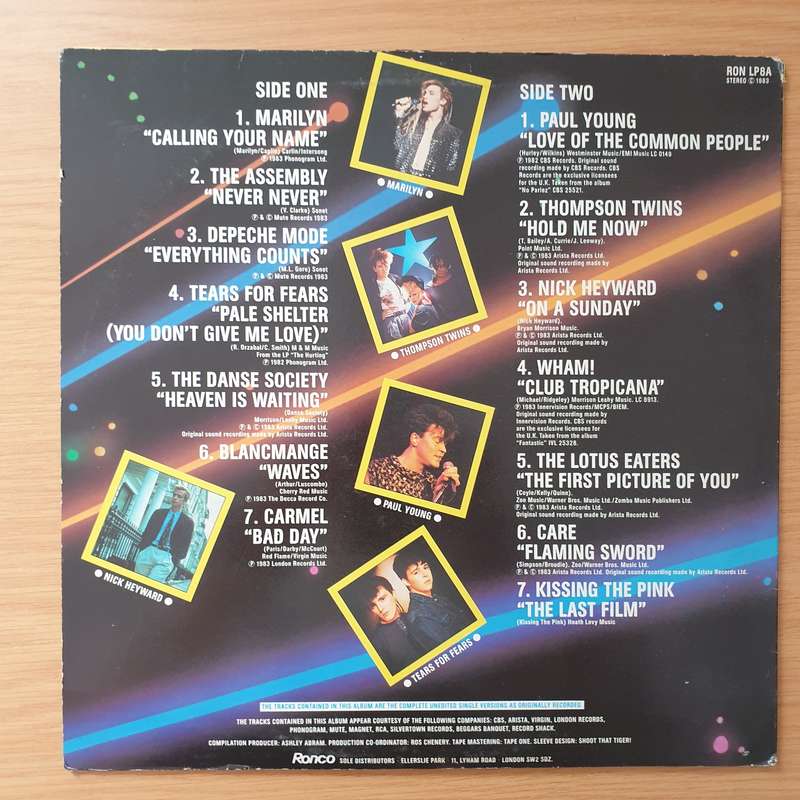 RON LP8A
STEREO © 1983
SIDE ONE
1. MARILYN
“CALLING YOUR NAME”
(Marilyn/Caplin) Carlin/Intersong
℗ 1983 Phonogram Ltd.
2. THE ASSEMBLY
“NEVER NEVER”
(V. Clarke) Sonet
℗ & © Mute Records 1983
3. DEPECHE MODE
“EVERYTHING COUNTS”
(M.L. Gore) Sonet
℗ & © Mute Records 1983
4. TEARS FOR FEARS
“PALE SHELTER
(YOU DON’T GIVE ME LOVE)”
(R. Orzabal/C. Smith) M & M Music
From the LP “The Hurting”
℗ 1982 Phonogram Ltd.
5. THE DANSE SOCIETY
“HEAVEN IS WAITING”
(Danse Society)
Morrison/Leahy Music Ltd.
℗ & © 1983 Arista Records Ltd.
Original sound recording made by Arista Records Ltd.
6. BLANCMANGE
“WAVES”
(Arthur/Luscombe)
Cherry Red Music
℗ 1983 The Decca Record Co.
7. CARMEL
“BAD DAY”
(Paris/Darby/McCourt)
Red Flame/Virgin Music
℗ 1983 London Records Ltd.
MARILYN
THOMPSON TWINS
PAUL YOUNG
NICK HEYWARD
TEARS FOR FEARS
SIDE TWO
1. PAUL YOUNG
“LOVE OF THE COMMON PEOPLE”
(Hurley/Wilkins) Westminster Music/EMI Music LC 0149
℗ 1982 CBS Records. Original sound
recording made by CBS Records. CBS
Records are the exclusive licensees
for the U.K. Taken from the album
“No Parlez” CBS 25521.
2. THOMPSON TWINS
“HOLD ME NOW”
(T. Bailey/A. Currie/J. Leeway).
Point Music Ltd.
℗ & © 1983 Arista Records Ltd.
Original sound recording made by
Arista Records Ltd.
3. NICK HEYWARD
“ON A SUNDAY”
(Nick Heyward).
Bryan Morrison Music.
℗ & © 1983 Arista Records Ltd.
Original sound recording made by
Arista Records Ltd.
4. WHAM!
“CLUB TROPICANA”
(Michael/Ridgeley) Morrison Leahy Music. LC 9913.
℗ 1983 Innervision Records/MCPS/BIEM.
Original sound recording made by
Innervision Records. CBS records
are the exclusive licensees for
the U.K. Taken from the album
“Fantastic” IVL 25328.
5. THE LOTUS EATERS
“THE FIRST PICTURE OF YOU”
(Coyle/Kelly/Quinn).
Zoo Music/Warner Bros. Music Ltd./Zomba Music Publishers Ltd.
℗ & © 1983 Arista Records Ltd.
Original sound recording made by Arista Records Ltd.
6. CARE
“FLAMING SWORD”
(Simpson/Broudie). Zoo/Warner Bros. Music Ltd.
℗ & © 1983 Arista Records Ltd. Original sound recording made by Arista Records Ltd.
7. KISSING THE PINK
“THE LAST FILM”
(Kissing The Pink) Heath Levy Music
THE TRACKS CONTAINED IN THIS ALBUM ARE THE COMPLETE UNEDITED SINGLE VERSIONS AS ORIGINALLY RECORDED
THE TRACKS CONTAINED IN THIS ALBUM APPEAR COURTESY OF THE FOLLOWING COMPANIES: CBS, ARISTA, VIRGIN, LONDON RECORDS,
PHONOGRAM, MUTE, MAGNET, RCA, SILVERTOWN RECORDS, BEGGARS BANQUET, RECORD SHACK.
COMPILATION PRODUCER: ASHLEY ABRAM. PRODUCTION CO-ORDINATOR: ROS CHENERY. TAPE MASTERING: TAPE ONE. SLEEVE DESIGN: SHOOT THAT TIGER!
Ronco SOLE DISTRIBUTORS · ELLERSLIE PARK · 11, LYHAM ROAD · LONDON SW2 5DZ.